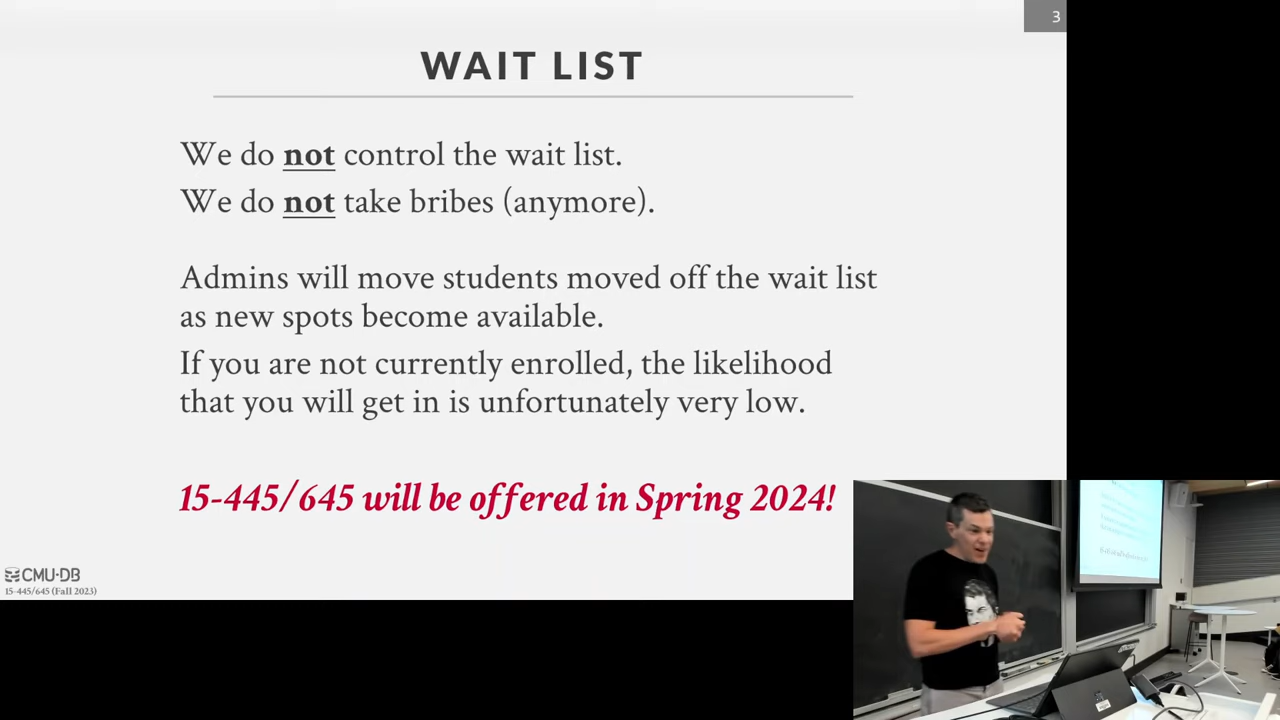 3
WAIT LIST
We do not control the wait list.
We do not take bribes (anymore).
Admins will move students moved off the wait list
as new spots become available.
If you are not currently enrolled, the likelihood
that you will get in is unfortunately very low.
15-445/645 will be offered in Spring 2024!
CMU·DB
15-445/645 (Fall 2023)